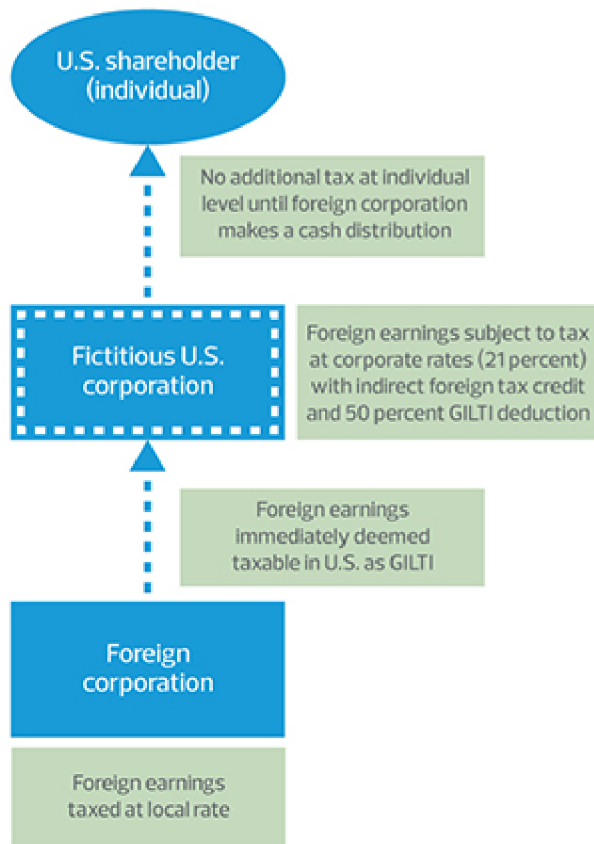 U.S. shareholder
(individual)
No additional tax at individual
level until foreign corporation
makes a cash distribution
Fictitious U.S.
corporation
Foreign earnings subject to tax
at corporate rates (21 percent)
with indirect foreign tax credit
and 50 percent GILTI deduction
Foreign earnings
immediately deemed
taxable in U.S. as GILTI
Foreign
corporation
Foreign earnings
taxed at local rate